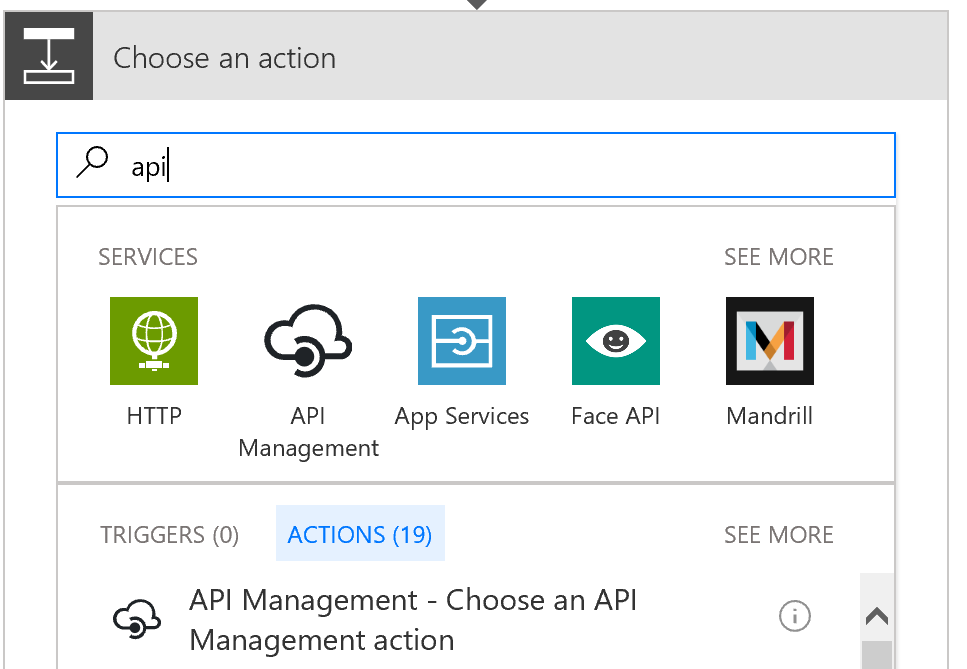 Choose an action
api
SERVICES SEE MORE
HTTP API App Services Face API Mandrill
Management
TRIGGERS (0) ACTIONS (19) SEE MORE
API Management - Choose an API
Management action